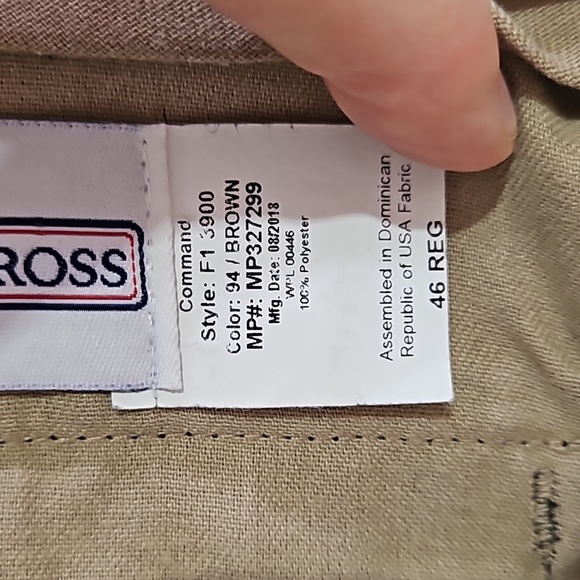 ROSS
Command
Style: F1 3900
Color: 94 / BROWN
MP#: MP327299
Mfg. Date: 08/2018
WPL 00446
100% Polyester
Assembled in Dominican
Republic of USA Fabric
46 REG